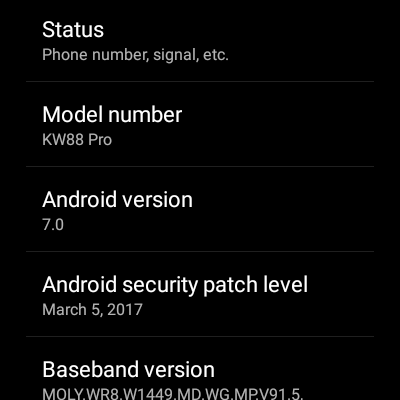 Status
Phone number, signal, etc.
Model number
KW88 Pro
Android version
7.0
Android security patch level
March 5, 2017
Baseband version
MOLY.WR8.W1449.MD.WG.MP.V91.5,